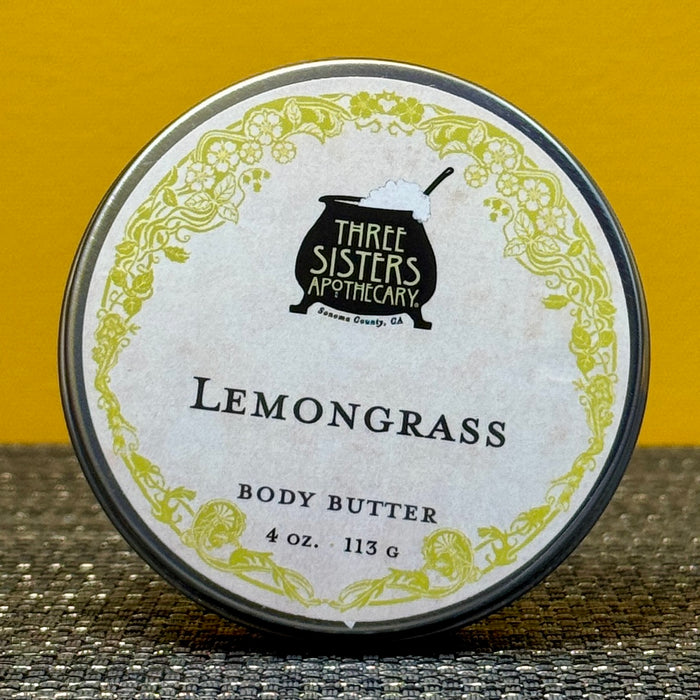 THREE
SISTERS
APOTHECARY®
Sonoma County, CA
LEMONGRASS
BODY BUTTER
4 OZ. · 113 G